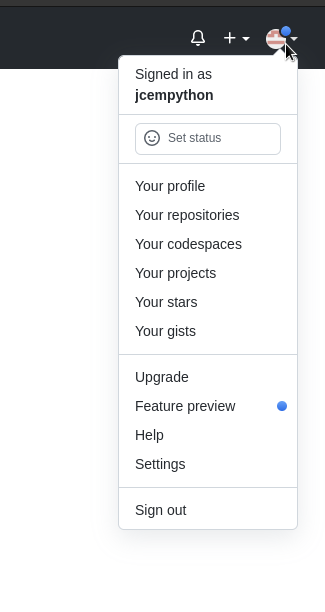 Signed in as
jcempython
Set status
Your profile
Your repositories
Your codespaces
Your projects
Your stars
Your gists
Upgrade
Feature preview
Help
Settings
Sign out